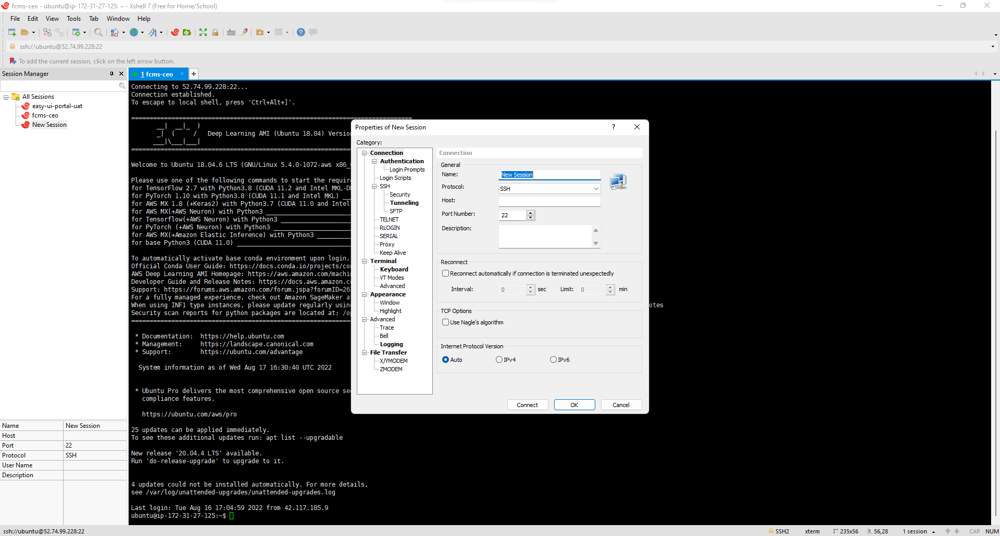 fcms-ceo - ubuntu@ip-172-31-27-125: ~ - Xshell 7 (Free for Home/School)
File Edit View Tools Tab Window Help
ssh://ubuntu@52.74.99.228:22
To add the current session, click on the left arrow button.
Session Manager
1 fcms-ceo
All Sessions
easy-ui-portal-uat
fcms-ceo
New Session
Name New Session
Host
Port 22
Protocol SSH
User Name
Description
Connecting to 52.74.99.228:22...
Connection established.
To escape to local shell, press 'Ctrl+Alt+]'.
=============================================================================
__| __|_ )
_| ( / Deep Learning AMI (Ubuntu 18.04) Version
___|\___|___|
Welcome to Ubuntu 18.04.6 LTS (GNU/Linux 5.4.0-1072-aws x86_
Please use one of the following commands to start the requir
for TensorFlow 2.7 with Python3.8 (CUDA 11.2 and Intel MKL-D
for PyTorch 1.10 with Python3.8 (CUDA 11.1 and Intel MKL) __
for AWS MX 1.8 (+Keras2) with Python3.7 (CUDA 11.0 and Intel
for AWS MX(+AWS Neuron) with Python3 _______________________
for Tensorflow(+AWS Neuron) with Python3 ___________________
for PyTorch (+AWS Neuron) with Python3 _____________________
for AWS MX(+Amazon Elastic Inference) with Python3 _________
for base Python3 (CUDA 11.0) _______________________________
To automatically activate base conda environment upon login,
Official Conda User Guide: https://docs.conda.io/projects/co
AWS Deep Learning AMI Homepage: https://aws.amazon.com/machi
Developer Guide and Release Notes: https://docs.aws.amazon.c
Support: https://forums.aws.amazon.com/forum.jspa?forumID=26
For a fully managed experience, check out Amazon SageMaker a
When using INF1 type instances, please update regularly usin otes
Security scan reports for python packages are located at: /o
* Documentation: https://help.ubuntu.com
* Management: https://landscape.canonical.com
* Support: https://ubuntu.com/advantage
System information as of Wed Aug 17 16:30:40 UTC 2022
* Ubuntu Pro delivers the most comprehensive open source se
compliance features.
https://ubuntu.com/aws/pro
25 updates can be applied immediately.
To see these additional updates run: apt list --upgradable
New release '20.04.4 LTS' available.
Run 'do-release-upgrade' to upgrade to it.
4 updates could not be installed automatically. For more details,
see /var/log/unattended-upgrades/unattended-upgrades.log
Last login: Tue Aug 16 17:04:59 2022 from 42.117.185.9
ubuntu@ip-172-31-27-125:~$
Properties of New Session
Category:
Connection
Authentication
Login Prompts
Login Scripts
SSH
Security
Tunneling
SFTP
TELNET
RLOGIN
SERIAL
Proxy
Keep Alive
Terminal
Keyboard
VT Modes
Advanced
Appearance
Window
Highlight
Advanced
Trace
Bell
Logging
File Transfer
X/YMODEM
ZMODEM
Connection
General
Name: New Session
Protocol: SSH
Host:
Port Number: 22
Description:
Reconnect
Reconnect automatically if connection is terminated unexpectedly
Interval: 0 sec Limit: 0 min
TCP Options
Use Nagle's algorithm
Internet Protocol Version
Auto IPv4 IPv6
Connect OK Cancel
ssh://ubuntu@52.74.99.228:22 SSH2 xterm 235x56 56,28 1 session CAP NUM